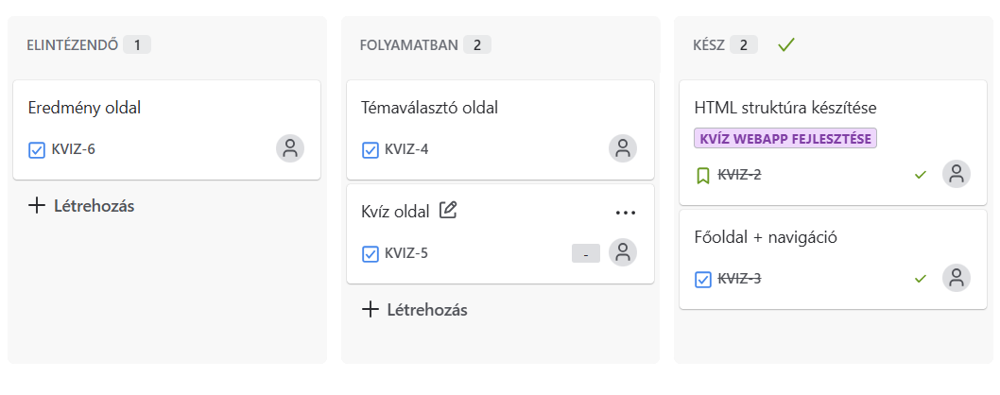 ELINTÉZENDŐ 1
Eredmény oldal
KVIZ-6
Létrehozás
FOLYAMATBAN 2
Témaválasztó oldal
KVIZ-4
Kvíz oldal
KVIZ-5 -
Létrehozás
KÉSZ 2
HTML struktúra készítése
KVÍZ WEBAPP FEJLESZTÉSE
KVIZ-2
Főoldal + navigáció
KVIZ-3